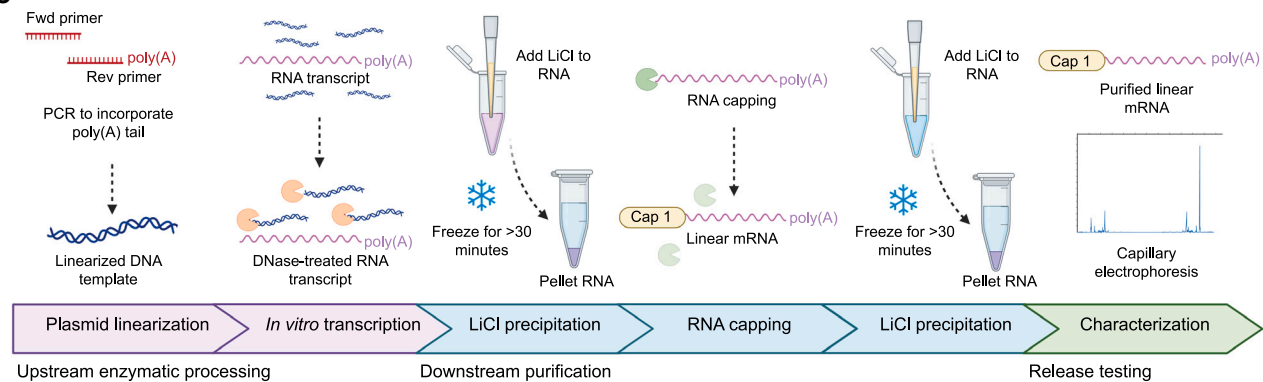 Fwd primer
poly(A)
Rev primer
PCR to incorporate
poly(A) tail
Linearized DNA
template
poly(A)
RNA transcript
poly(A)
DNase-treated RNA
transcript
Add LiCl to
RNA
Freeze for >30
minutes
Pellet RNA
poly(A)
RNA capping
Cap 1
poly(A)
Linear mRNA
Add LiCl to
RNA
Freeze for >30
minutes
Pellet RNA
Cap 1
poly(A)
Purified linear
mRNA
Capillary
electrophoresis
Plasmid linearization
In vitro transcription
LiCl precipitation
RNA capping
LiCl precipitation
Characterization
Upstream enzymatic processing
Downstream purification
Release testing